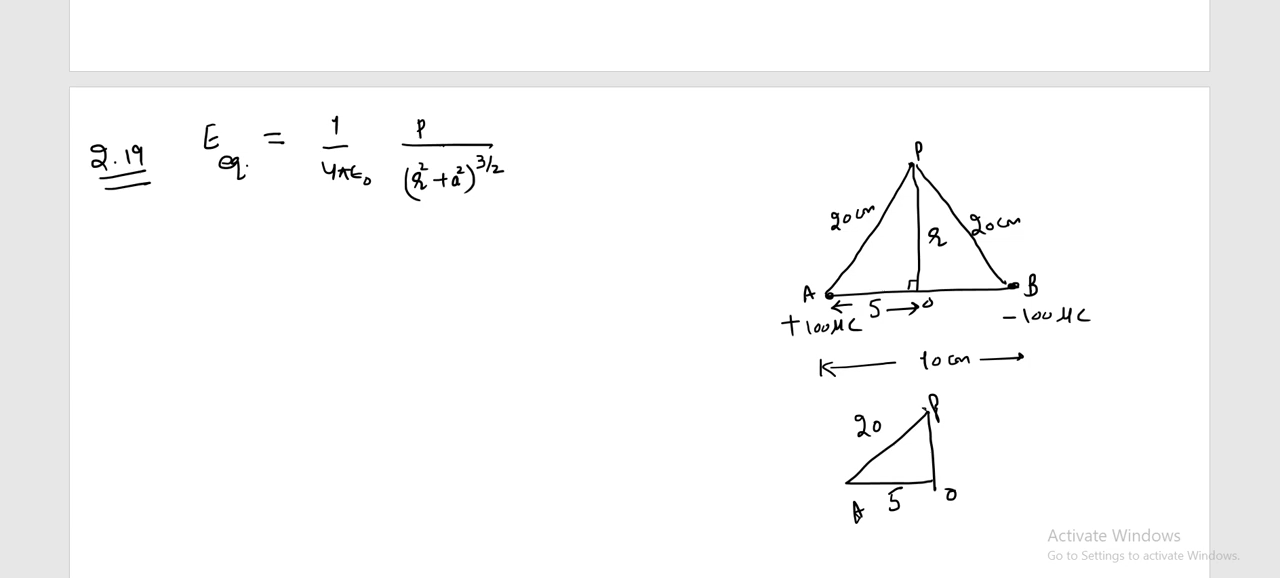 2.19 E eq. = 1/4πε₀ P/(r²+a²)^3/2
P
20cm r 20cm
A 5 O B
+100μC -100μC
10 cm
P
20
A 5 O
Activate Windows
Go to Settings to activate Windows.